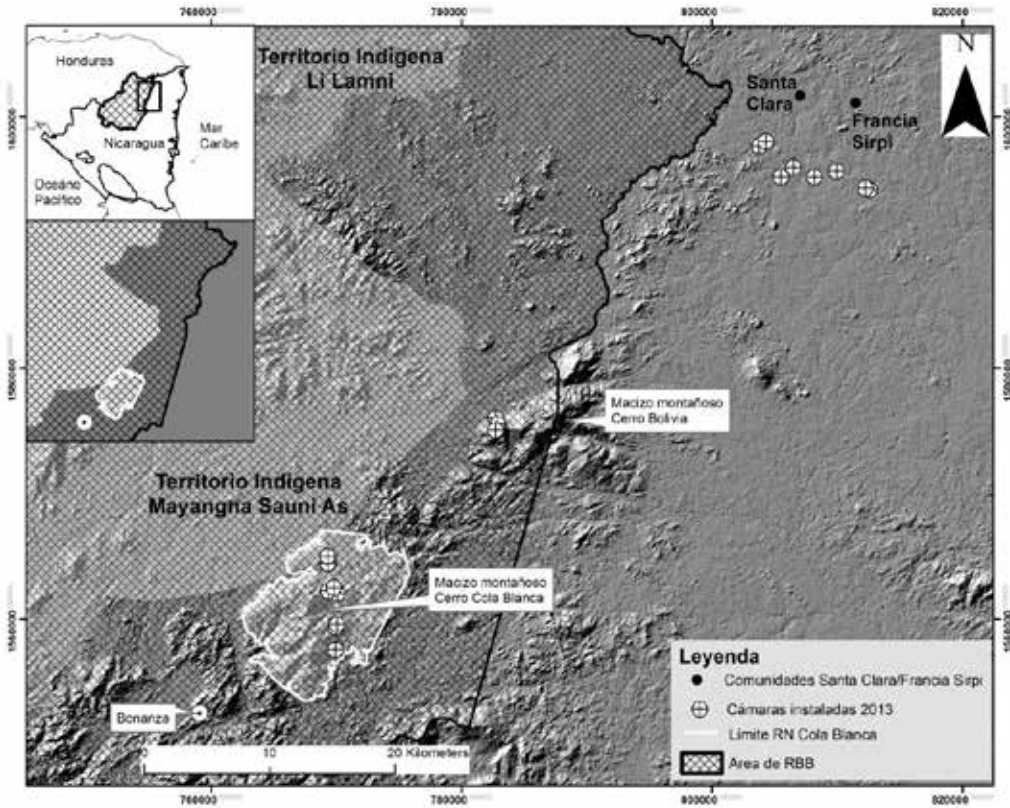 760000
780000
800000
820000
Honduras
Nicaragua
Mar
Caribe
Océano
Pacífico
Territorio Indigena
Li Lamni
Santa
Clara
Francia
Sirpi
N
Macizo montañoso
Cerro Bolivia
Territorio Indigena
Mayangna Sauni As
Macizo montañoso
Cerro Cola Blanca
Bonanza
0
10
20 Kilometers
Leyenda
Comunidades Santa Clara/Francia Sirpi
Cámaras instaladas 2013
Limite RN Cola Blanca
Area de RBB
760000
780000
800000
820000